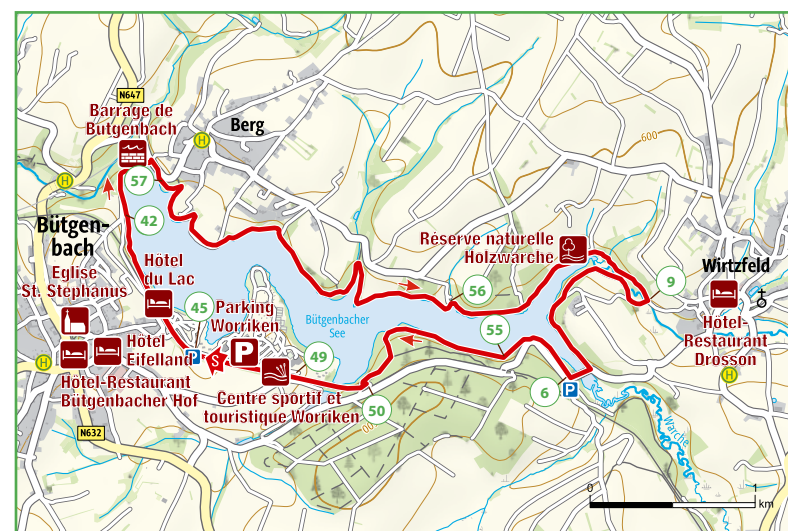 N647
Barrage de
Butgenbach
Berg
H
600
H
57
42
Bütgen-
bach
Eglise
St. Stephanus
Hôtel
du Lac
Réserve naturelle
Holzwarche
9
Wirtzfeld
56
45
Parking
Worriken
Bütgenbacher
See
55
Hôtel
Eifelland
P
S
P
49
Hôtel-
Restaurant
Drosson
H
H
Hôtel-Restaurant
Bütgenbacher Hof
Centre sportif et
touristique Worriken
50
6
P
Warche
N632
0
1
km